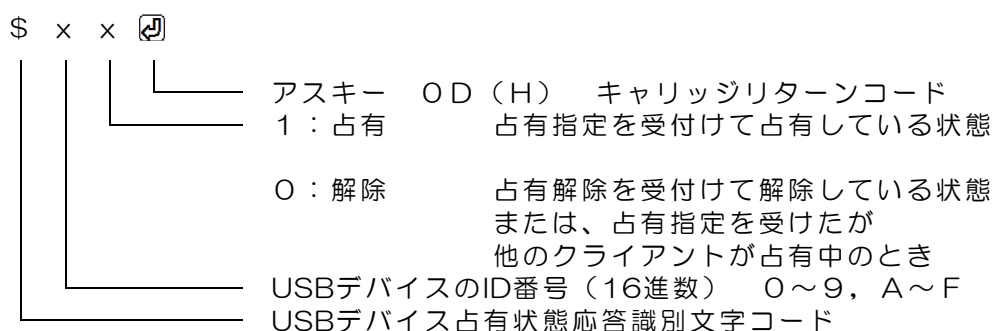 $ x x ↵
アスキー　０Ｄ（Ｈ）　キャリッジリターンコード
１：占有　占有指定を受付けて占有している状態
０：解除　占有解除を受付けて解除している状態
または、占有指定を受けたが
他のクライアントが占有中のとき
USBデバイスのID番号（16進数）　０～９，Ａ～Ｆ
USBデバイス占有状態応答識別文字コード